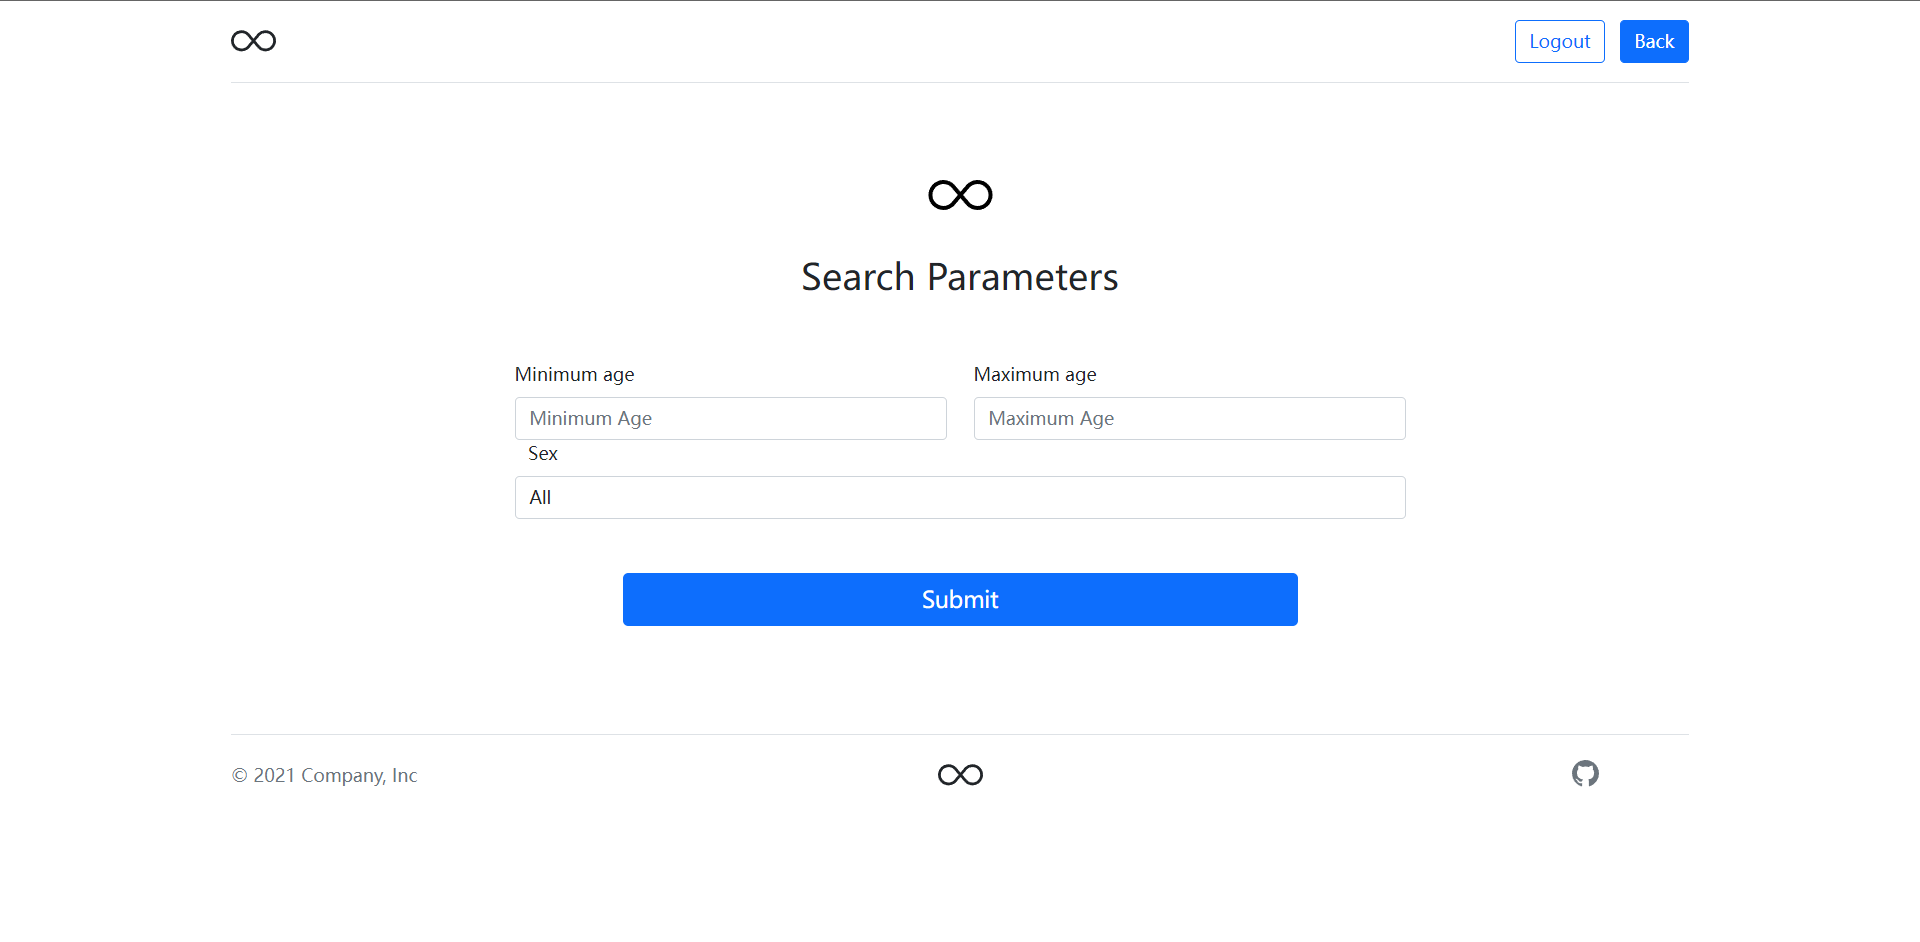 Logout Back
Search Parameters
Minimum age Maximum age
Minimum Age Maximum Age
Sex
All
Submit
© 2021 Company, Inc